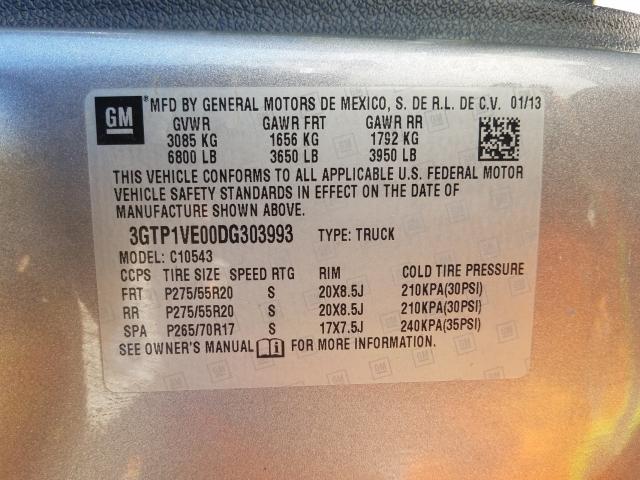 GM ® MFD BY GENERAL MOTORS DE MEXICO, S. DE R.L. DE C.V. 01/13
GVWR GAWR FRT GAWR RR
3085 KG 1656 KG 1792 KG
6800 LB 3650 LB 3950 LB
THIS VEHICLE CONFORMS TO ALL APPLICABLE U.S. FEDERAL MOTOR
VEHICLE SAFETY STANDARDS IN EFFECT ON THE DATE OF
MANUFACTURE SHOWN ABOVE.
3GTP1VE00DG303993 TYPE: TRUCK
MODEL: C10543
CCPS TIRE SIZE SPEED RTG RIM COLD TIRE PRESSURE
FRT P275/55R20 S 20X8.5J 210KPA(30PSI)
RR P275/55R20 S 20X8.5J 210KPA(30PSI)
SPA P265/70R17 S 17X7.5J 240KPA(35PSI)
SEE OWNER'S MANUAL FOR MORE INFORMATION.